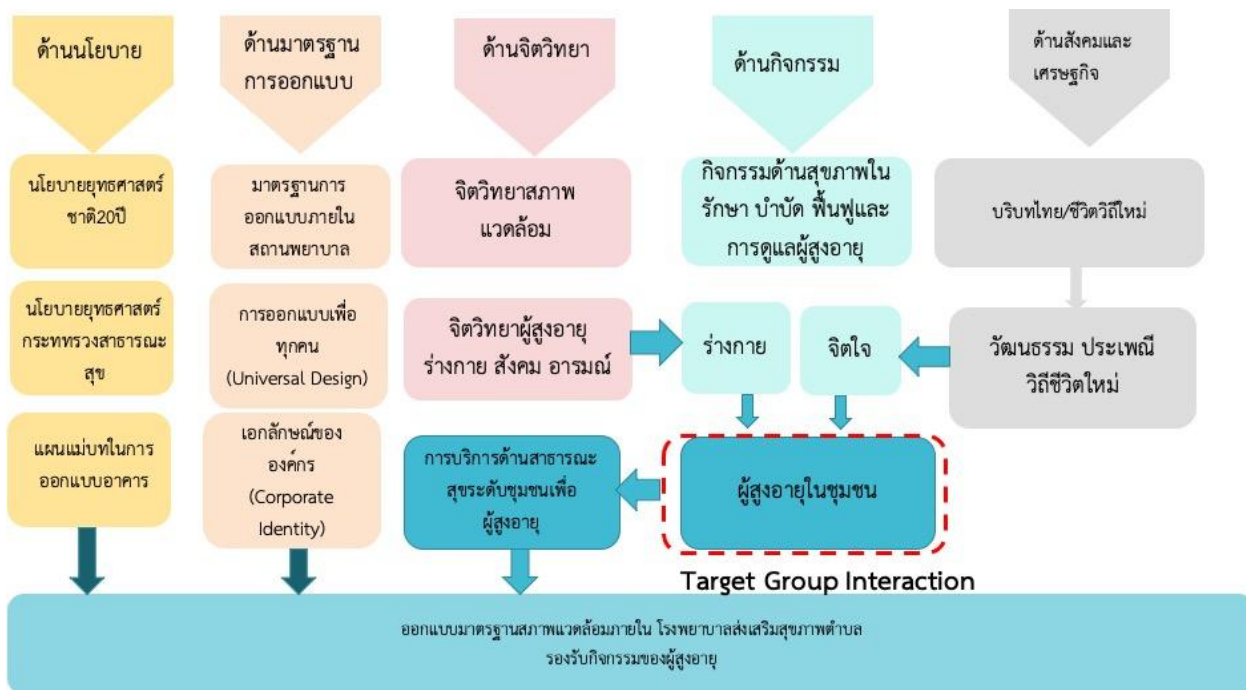 ด้านนโยบาย
ด้านมาตรฐาน
การออกแบบ
ด้านจิตวิทยา
ด้านกิจกรรม
ด้านสังคมและ
เศรษฐกิจ
นโยบายยุทธศาสตร์
ชาติ20ปี
มาตรฐานการ
ออกแบบภายใน
สถานพยาบาล
จิตวิทยาสภาพ
แวดล้อม
กิจกรรมด้านสุขภาพใน
รักษา บำบัด ฟื้นฟูและ
การดูแลผู้สูงอายุ
บริบทไทย/ชีวิตวิถีใหม่
นโยบายยุทธศาสตร์
กระททรวงสาธารณะ
สุข
การออกแบบเพื่อ
ทุกคน
(Universal Design)
จิตวิทยาผู้สูงอายุ
ร่างกาย สังคม อารมณ์
ร่างกาย
จิตใจ
วัฒนธรรม ประเพณี
วิถีชีวิตใหม่
แผนแม่บทในการ
ออกแบบอาคาร
เอกลักษณ์ของ
องค์กร
(Corporate
Identity)
การบริการด้านสาธารณะ
สุขระดับชุมชนเพื่อ
ผู้สูงอายุ
ผู้สูงอายุในชุมชน
Target Group Interaction
ออกแบบมาตรฐานสภาพแวดล้อมภายใน โรงพยาบาลส่งเสริมสุขภาพตำบล
รองรับกิจกรรมของผู้สูงอายุ